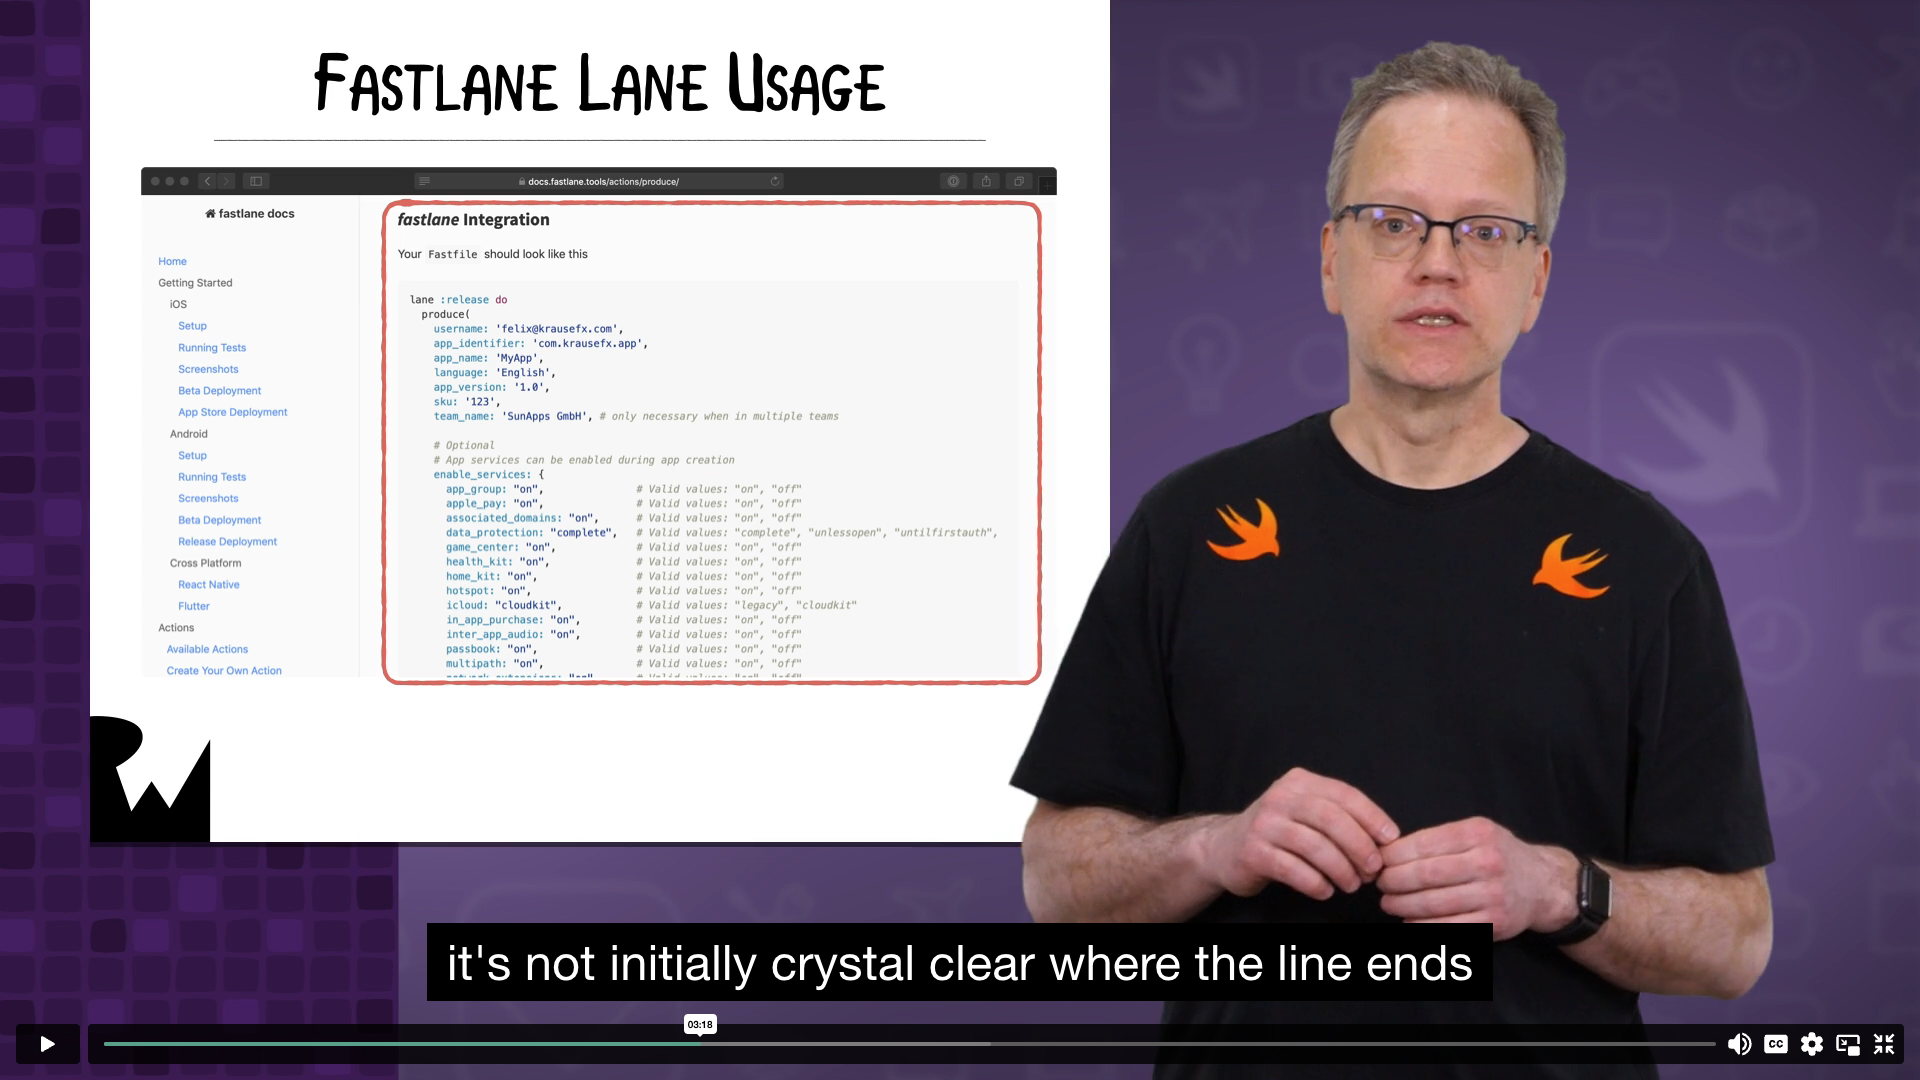 FASTLANE LANE USAGE
docs.fastlane.tools/actions/produce/
fastlane docs
Home
Getting Started
iOS
Setup
Running Tests
Screenshots
Beta Deployment
App Store Deployment
Android
Setup
Running Tests
Screenshots
Beta Deployment
Release Deployment
Cross Platform
React Native
Flutter
Actions
Available Actions
Create Your Own Action
fastlane Integration
Your Fastfile should look like this
lane :release do
produce(
username: 'felix@krausefx.com',
app_identifier: 'com.krausefx.app',
app_name: 'MyApp',
language: 'English',
app_version: '1.0',
sku: '123',
team_name: 'SunApps GmbH', # only necessary when in multiple teams
# Optional
# App services can be enabled during app creation
enable_services: {
app_group: "on", # Valid values: "on", "off"
apple_pay: "on", # Valid values: "on", "off"
associated_domains: "on", # Valid values: "on", "off"
data_protection: "complete", # Valid values: "complete", "unlessopen", "untilfirstauth",
game_center: "on", # Valid values: "on", "off"
health_kit: "on", # Valid values: "on", "off"
home_kit: "on", # Valid values: "on", "off"
hotspot: "on", # Valid values: "on", "off"
icloud: "cloudkit", # Valid values: "legacy", "cloudkit"
in_app_purchase: "on", # Valid values: "on", "off"
inter_app_audio: "on", # Valid values: "on", "off"
passbook: "on", # Valid values: "on", "off"
multipath: "on", # Valid values: "on", "off"
RW
it's not initially crystal clear where the line ends
03:18
CC